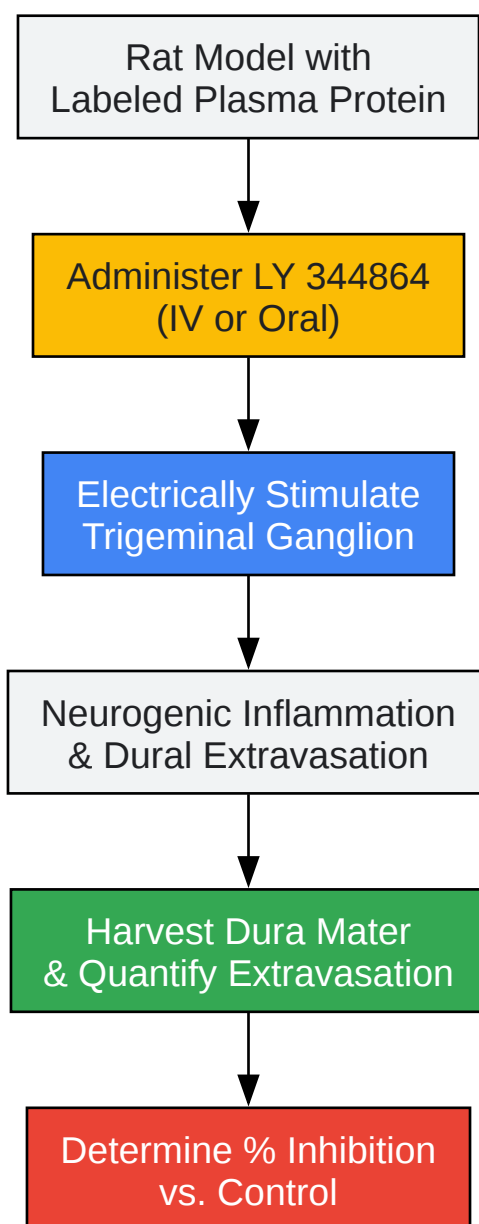 Rat Model with
Labeled Plasma Protein
Administer LY 344864
(IV or Oral)
Electrically Stimulate
Trigeminal Ganglion
Neurogenic Inflammation
& Dural Extravasation
Harvest Dura Mater
& Quantify Extravasation
Determine % Inhibition
vs. Control